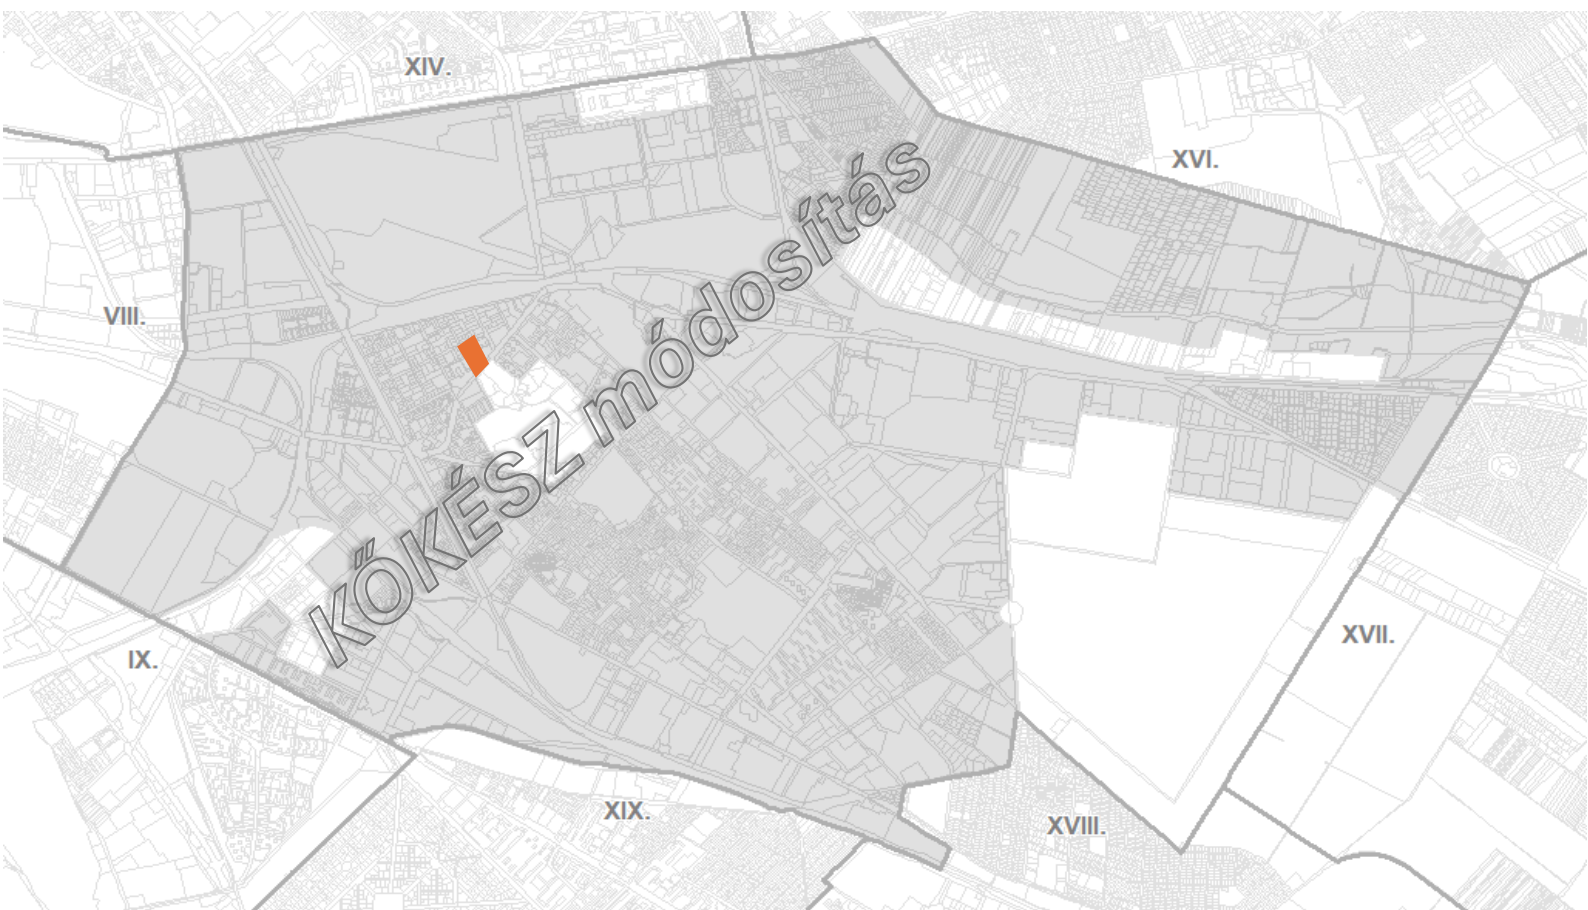 XIV.
XVI.
VIII.
KŐKÉSZ módosítás
XVII.
IX.
XIX.
XVIII.